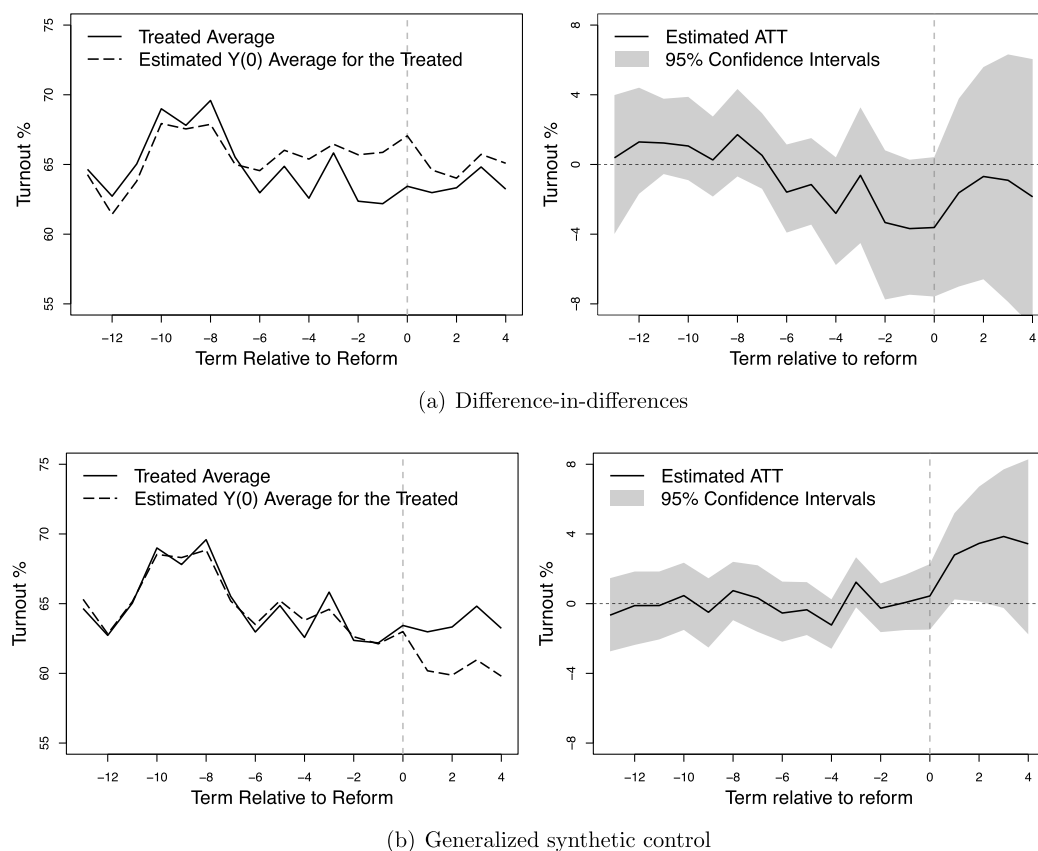 Treated Average
Estimated Y(0) Average for the Treated
Turnout %
75
70
65
60
55
−12 −10 −8 −6 −4 −2 0 2 4
Term Relative to Reform
Estimated ATT
95% Confidence Intervals
Turnout %
8
4
0
−4
−8
−12 −10 −8 −6 −4 −2 0 2 4
Term relative to reform
(a) Difference-in-differences
Treated Average
Estimated Y(0) Average for the Treated
Turnout %
75
70
65
60
55
−12 −10 −8 −6 −4 −2 0 2 4
Term Relative to Reform
Estimated ATT
95% Confidence Intervals
Turnout %
8
4
0
−4
−8
−12 −10 −8 −6 −4 −2 0 2 4
Term relative to reform
(b) Generalized synthetic control